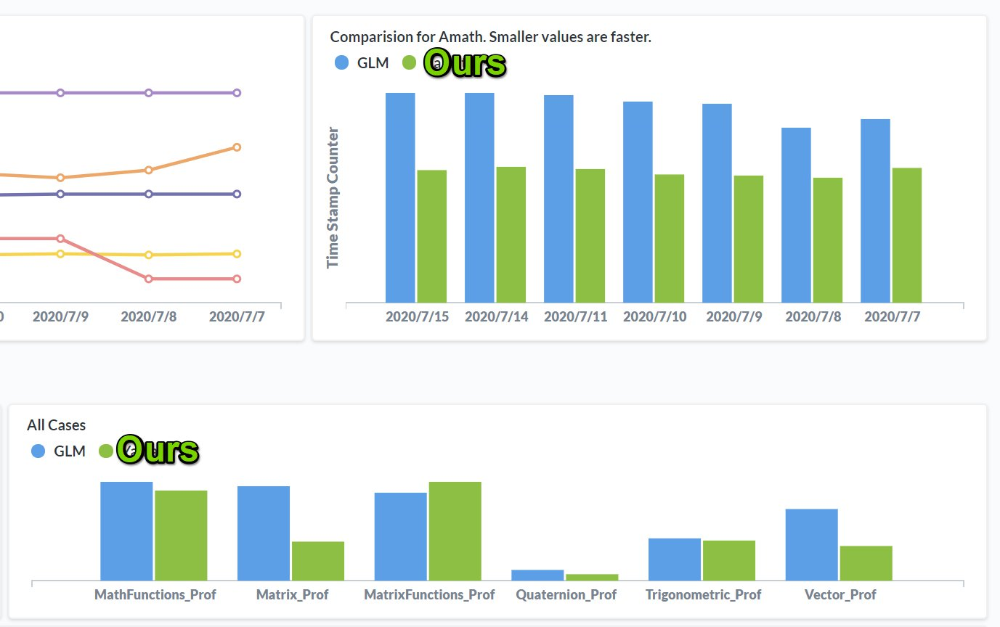 Comparision for Amath. Smaller values are faster.
GLM Ours
Time Stamp Counter
0 2020/7/9 2020/7/8 2020/7/7
2020/7/15 2020/7/14 2020/7/11 2020/7/10 2020/7/9 2020/7/8 2020/7/7
All Cases
GLM Ours
MathFunctions_Prof Matrix_Prof MatrixFunctions_Prof Quaternion_Prof Trigonometric_Prof Vector_Prof